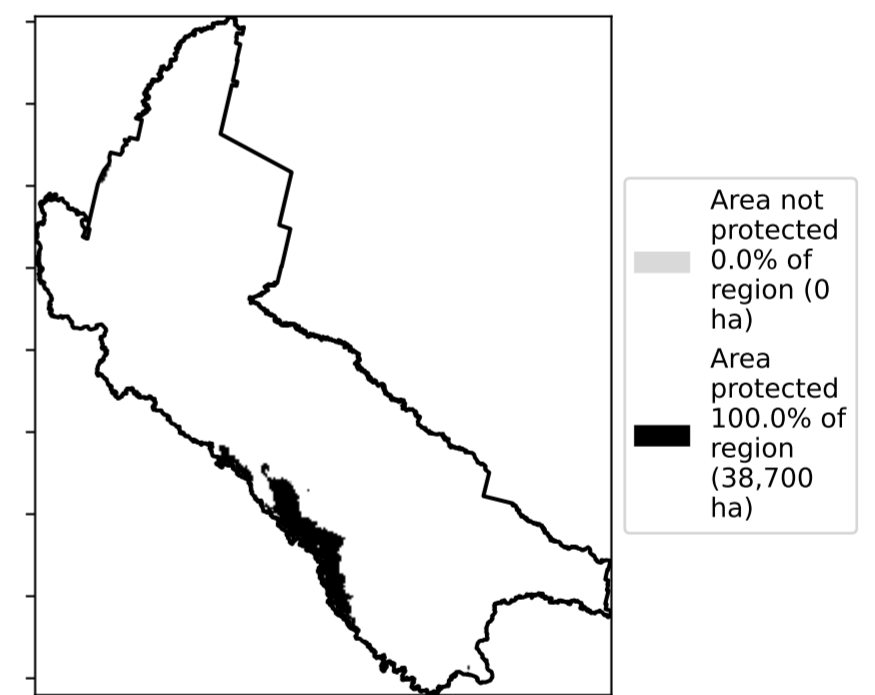 Area not
protected
0.0% of
region (0
ha)
Area
protected
100.0% of
region
(38,700
ha)